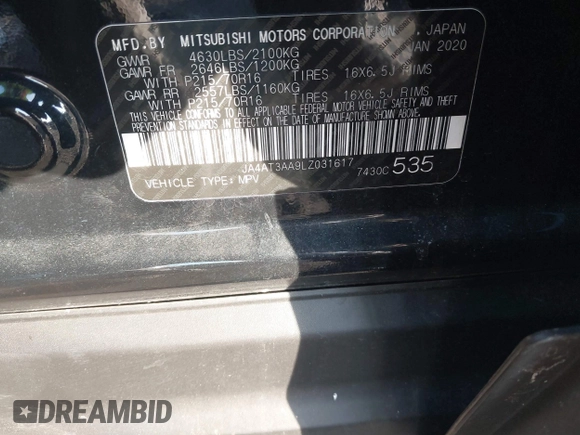 MFD.BY MITSUBISHI MOTORS CORPORATION, JAPAN
GVWR 4630LBS/2100KG JAN 2020
GAWR FR 2646LBS/1200KG
WITH P215/70R16 TIRES 16X6.5J RIMS
GAWR RR 2557LBS/1160KG
WITH P215/70R16 TIRES 16X6.5J RIMS
THIS VEHICLE CONFORMS TO ALL APPLICABLE FEDERAL MOTOR VEHICLE SAFETY AND THEFT
PREVENTION STANDARDS IN EFFECT ON THE DATE OF MANUFACTURE SHOWN ABOVE.
JA4AT3AA9LZ031617
VEHICLE TYPE: MPV 7430C 535
DREAMBID